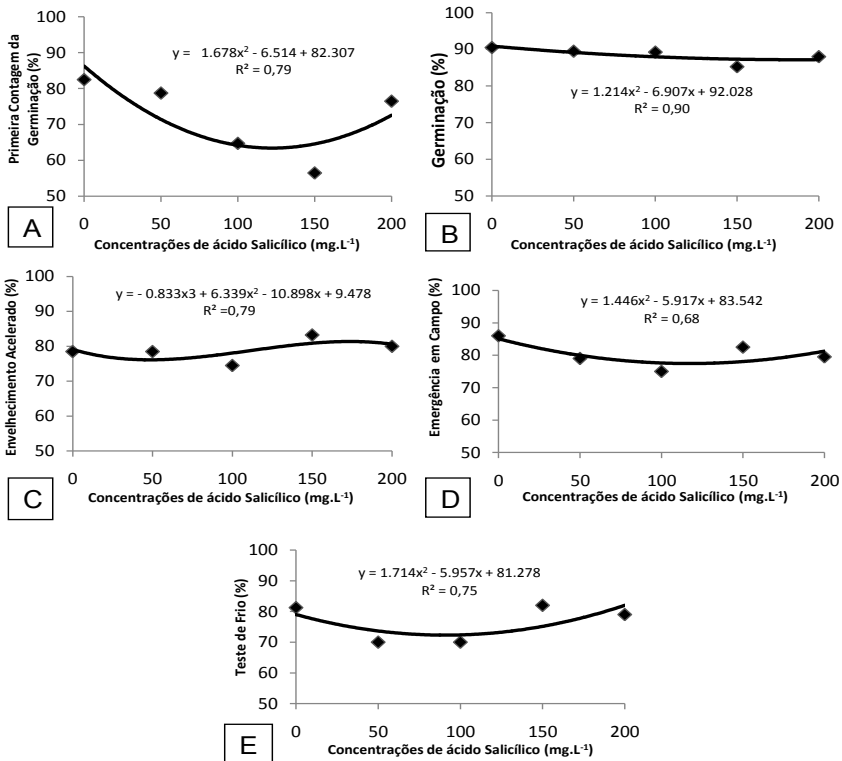 y = 1.678x² - 6.514 + 82.307
R² = 0,79
Primeira Contagem da
Germinação (%)
100
90
80
70
60
50
0 50 100 150 200
A
Concentrações de ácido Salicílico (mg.L-1)
y = 1.214x² - 6.907x + 92.028
R² = 0,90
Germinação (%)
100
90
80
70
60
50
0 50 100 150 200
B
Concentrações de ácido Salicílico (mg.L-1)
y = - 0.833x3 + 6.339x² - 10.898x + 9.478
R² =0,79
Envelhecimento Acelerado (%)
100
90
80
70
60
50
0 50 100 150 200
C
Concentrações de ácido Salicílico (mg.L-1)
y = 1.446x² - 5.917x + 83.542
R² = 0,68
Emergência em Campo (%)
100
90
80
70
60
50
0 50 100 150 200
D
Concentrações de ácido Salicílico (mg.L-1)
y = 1.714x² - 5.957x + 81.278
R² = 0,75
Teste de Frio (%)
100
90
80
70
60
50
0 50 100 150 200
E
Concentrações de ácido Salicílico (mg.L-1)